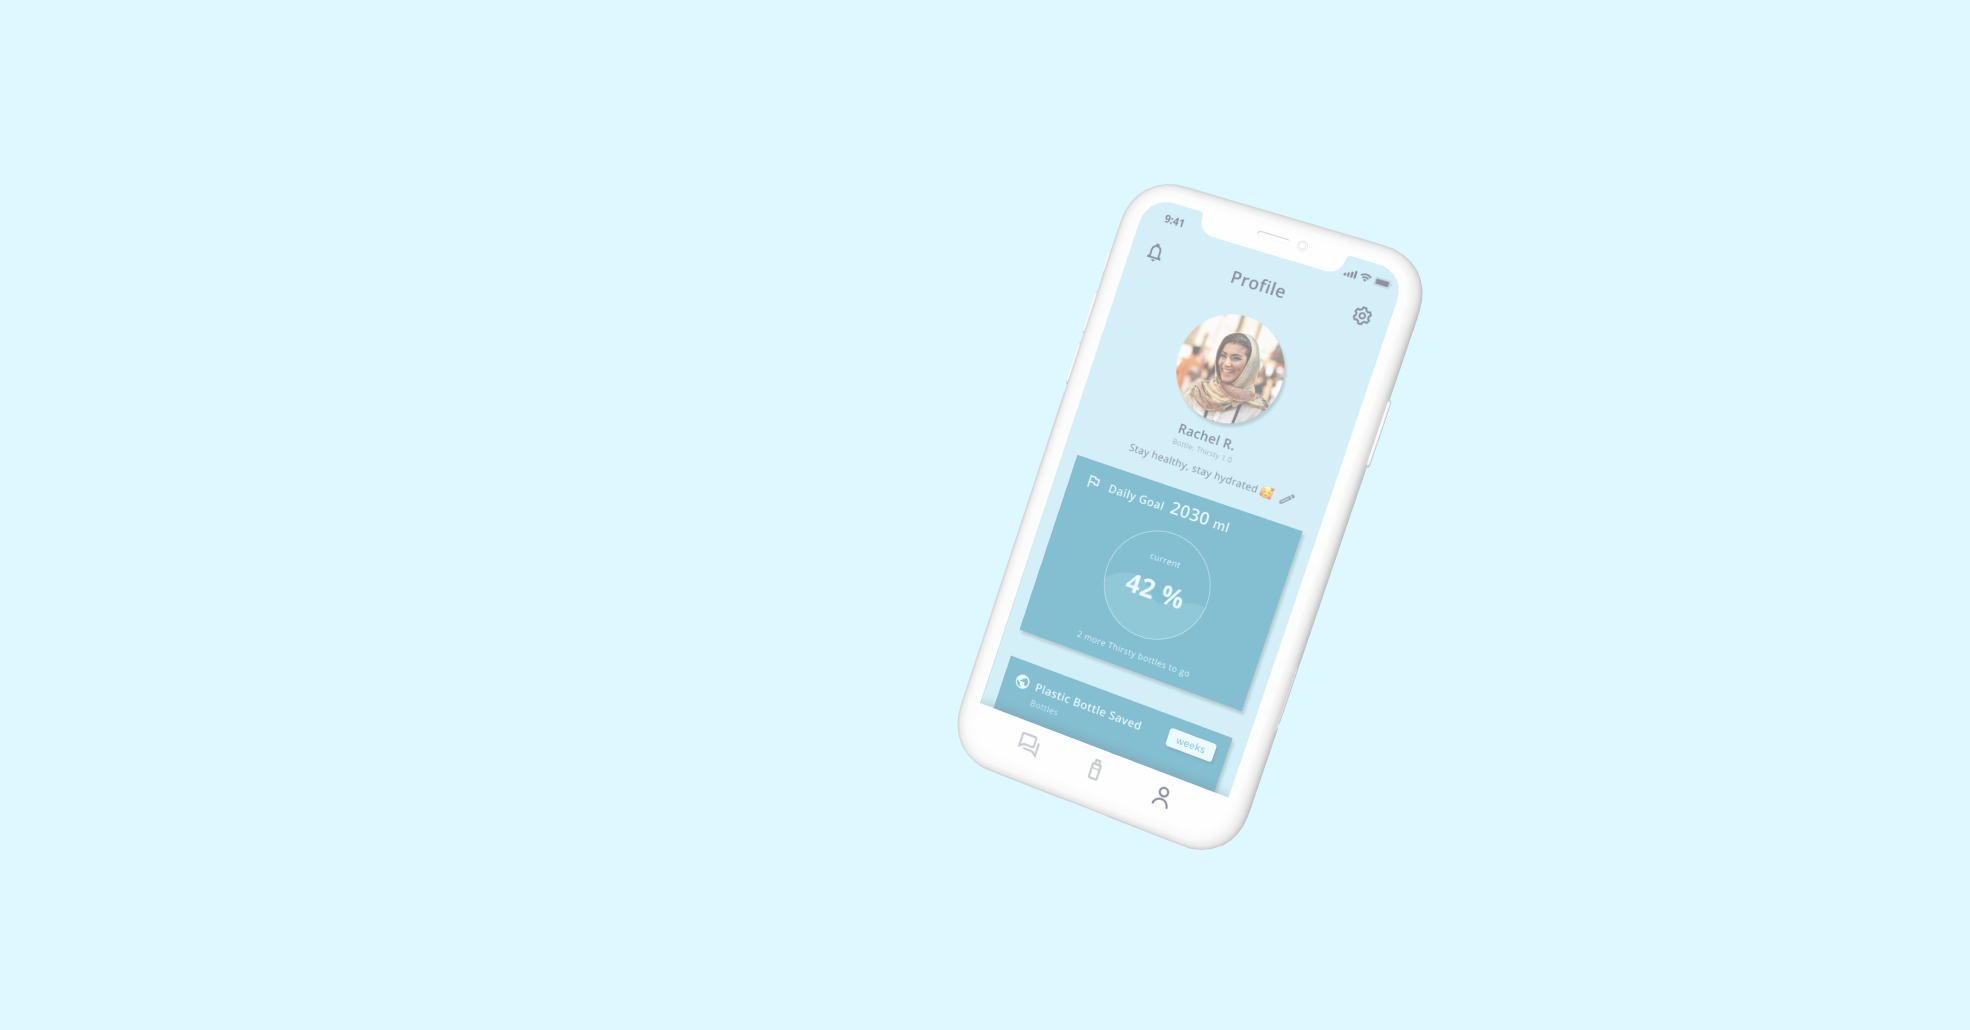 9:41
Profile
Rachel R.
Bottle: Thirsty 1.0
Stay healthy, stay hydrated 🥰
Daily Goal 2030 ml
current
42 %
2 more Thirsty bottles to go
Plastic Bottle Saved
Bottles
weeks